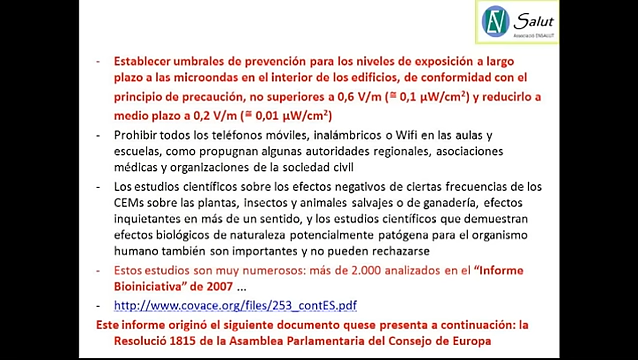 Salut
Associació ENSALUT
- Establecer umbrales de prevención para los niveles de exposición a largo
plazo a las microondas en el interior de los edificios, de conformidad con el
principio de precaución, no superiores a 0,6 V/m (≅ 0,1 µW/cm²) y reducirlo a
medio plazo a 0,2 V/m (≅ 0,01 µW/cm²)
- Prohibir todos los teléfonos móviles, inalámbricos o Wifi en las aulas y
escuelas, como propugnan algunas autoridades regionales, asociaciones
médicas y organizaciones de la sociedad civil
- Los estudios científicos sobre los efectos negativos de ciertas frecuencias de los
CEMs sobre las plantas, insectos y animales salvajes o de ganadería, efectos
inquietantes en más de un sentido, y los estudios científicos que demuestran
efectos biológicos de naturaleza potencialmente patógena para el organismo
humano también son importantes y no pueden rechazarse
- Estos estudios son muy numerosos: más de 2.000 analizados en el “Informe
Bioiniciativa” de 2007 ...
- http://www.covace.org/files/253_contES.pdf
Este informe originó el siguiente documento quese presenta a continuación: la
Resolució 1815 de la Asamblea Parlamentaria del Consejo de Europa